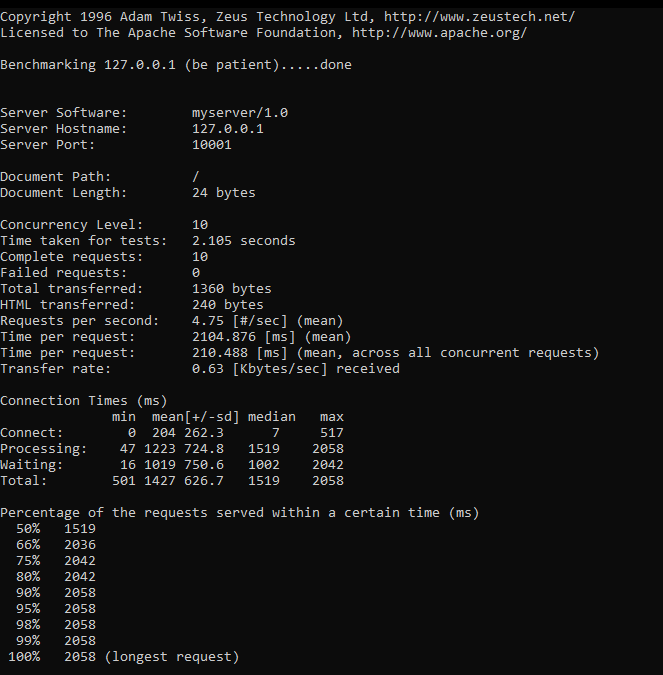 Copyright 1996 Adam Twiss, Zeus Technology Ltd, http://www.zeustech.net/
Licensed to The Apache Software Foundation, http://www.apache.org/

Benchmarking 127.0.0.1 (be patient).....done


Server Software:        myserver/1.0
Server Hostname:        127.0.0.1
Server Port:            10001

Document Path:          /
Document Length:        24 bytes

Concurrency Level:      10
Time taken for tests:   2.105 seconds
Complete requests:      10
Failed requests:        0
Total transferred:      1360 bytes
HTML transferred:       240 bytes
Requests per second:    4.75 [#/sec] (mean)
Time per request:       2104.876 [ms] (mean)
Time per request:       210.488 [ms] (mean, across all concurrent requests)
Transfer rate:          0.63 [Kbytes/sec] received

Connection Times (ms)
              min  mean[+/-sd] median   max
Connect:        0  204 262.3      7     517
Processing:    47 1223 724.8   1519    2058
Waiting:       16 1019 750.6   1002    2042
Total:        501 1427 626.7   1519    2058

Percentage of the requests served within a certain time (ms)
  50%   1519
  66%   2036
  75%   2042
  80%   2042
  90%   2058
  95%   2058
  98%   2058
  99%   2058
 100%   2058 (longest request)